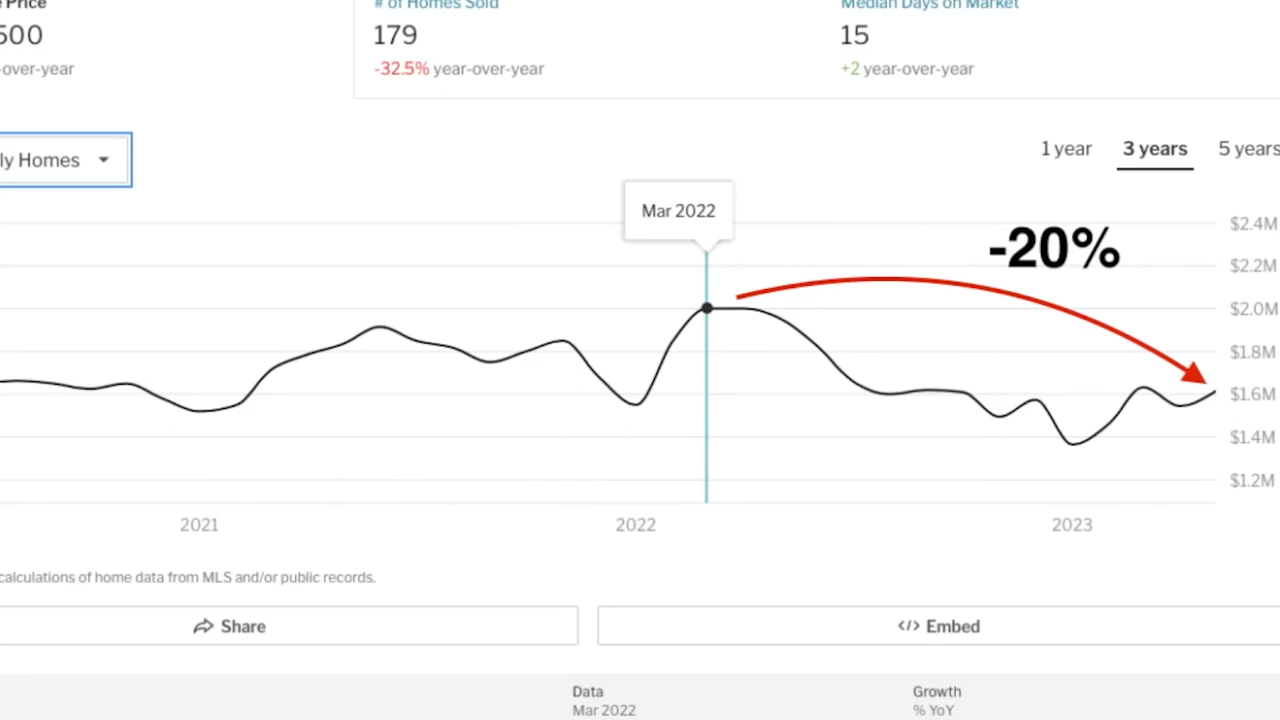 Price
# of Homes Sold
Median Days on Market
500
179
15
-over-year
-32.5% year-over-year
+2 year-over-year
ly Homes
1 year
3 years
5 years
Mar 2022
-20%
$2.4M
$2.2M
$2.0M
$1.8M
$1.6M
$1.4M
$1.2M
2021
2022
2023
calculations of home data from MLS and/or public records.
Share
</> Embed
Data
Growth
Mar 2022
% YoY